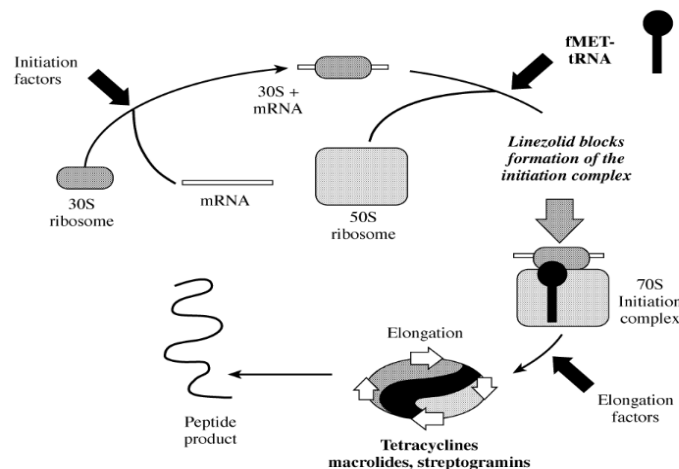 Initiation
factors
30S +
mRNA
fMET-
tRNA
30S
ribosome
mRNA
50S
ribosome
Linezolid blocks
formation of the
initiation complex
70S
Initiation
complex
Elongation
Elongation
factors
Peptide
product
Tetracyclines
macrolides, streptogramins